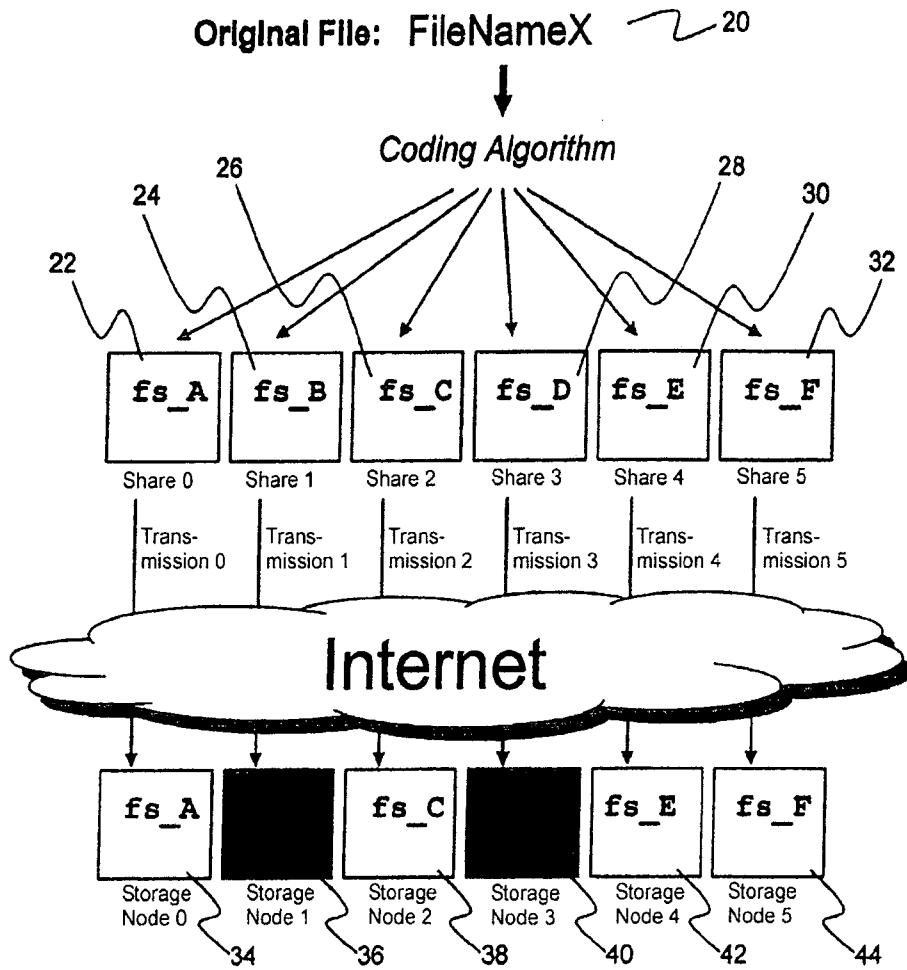 Original File: FileNameX 20
Coding Algorithm
26 28
24 30
22 32
fs_A fs_B fs_C fs_D fs_E fs_F
Share 0 Share 1 Share 2 Share 3 Share 4 Share 5
Trans- Trans- Trans- Trans- Trans- Trans-
mission 0 mission 1 mission 2 mission 3 mission 4 mission 5
Internet
fs_A fs_C fs_E fs_F
Storage Storage Storage Storage Storage Storage
Node 0 Node 1 Node 2 Node 3 Node 4 Node 5
34 36 38 40 42 44